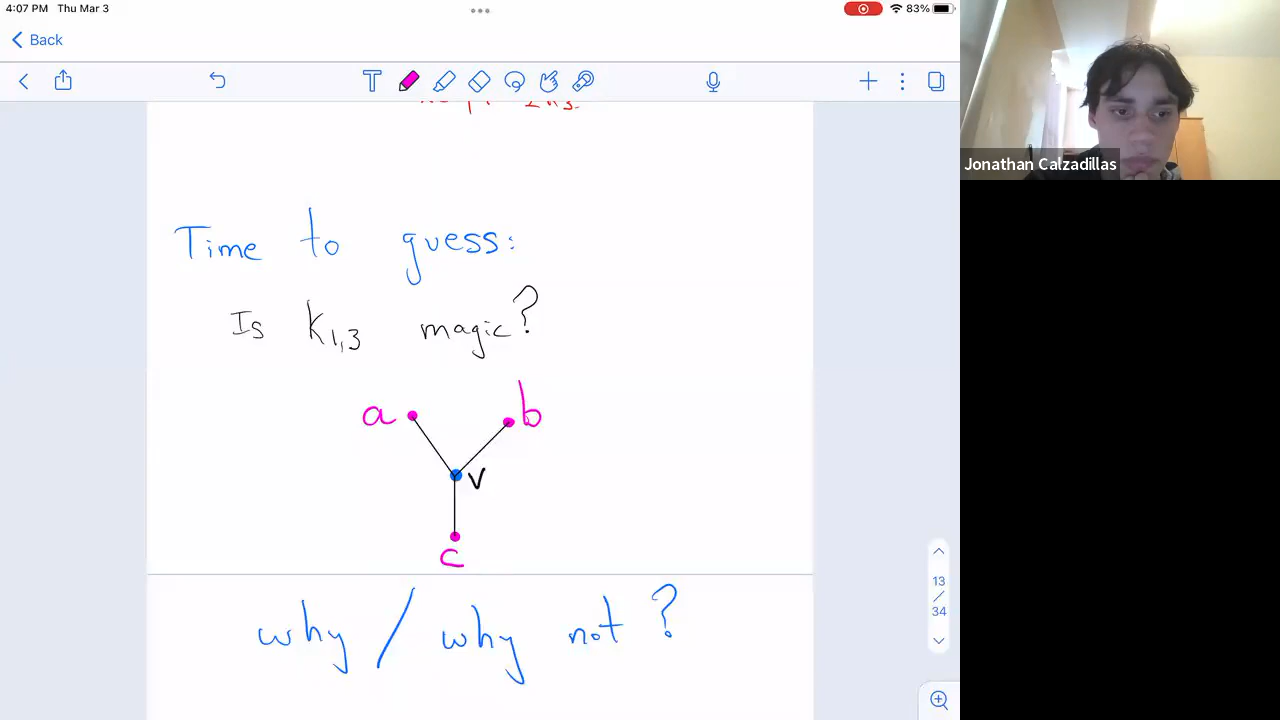 4:07 PM Thu Mar 3
83%
Back
Time to guess:
Is K1,3 magic?
a
b
v
c
why / why not?
13
/
34
Jonathan Calzadillas